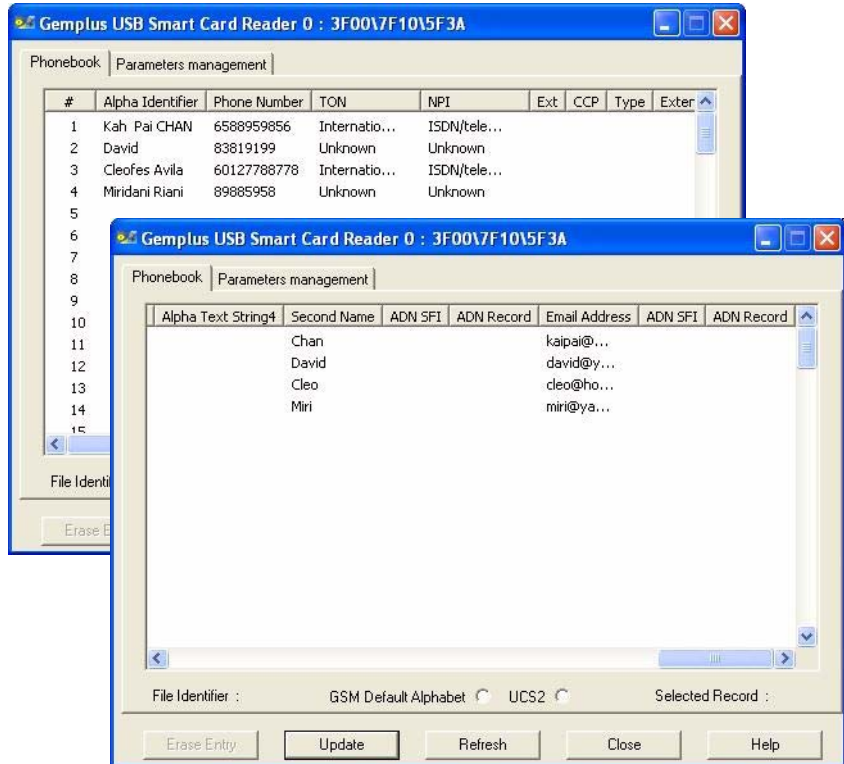 Gemplus USB Smart Card Reader 0 : 3F00\7F10\5F3A
Phonebook Parameters management
# Alpha Identifier Phone Number TON NPI Ext CCP Type Exter
1 Kah Pai CHAN 6588959856 Internatio... ISDN/tele...
2 David 83819199 Unknown Unknown
3 Cleofes Avila 60127788778 Internatio... ISDN/tele...
4 Miridani Riani 89885958 Unknown Unknown
5
6
7
8
9
10
11
12
13
14
15
File Identi
Erase E
Gemplus USB Smart Card Reader 0 : 3F00\7F10\5F3A
Phonebook Parameters management
Alpha Text String4 Second Name ADN SFI ADN Record Email Address ADN SFI ADN Record
Chan kaipai@...
David david@y...
Cleo cleo@ho...
Miri miri@ya...
File Identifier : GSM Default Alphabet UCS2 Selected Record :
Erase Entry Update Refresh Close Help